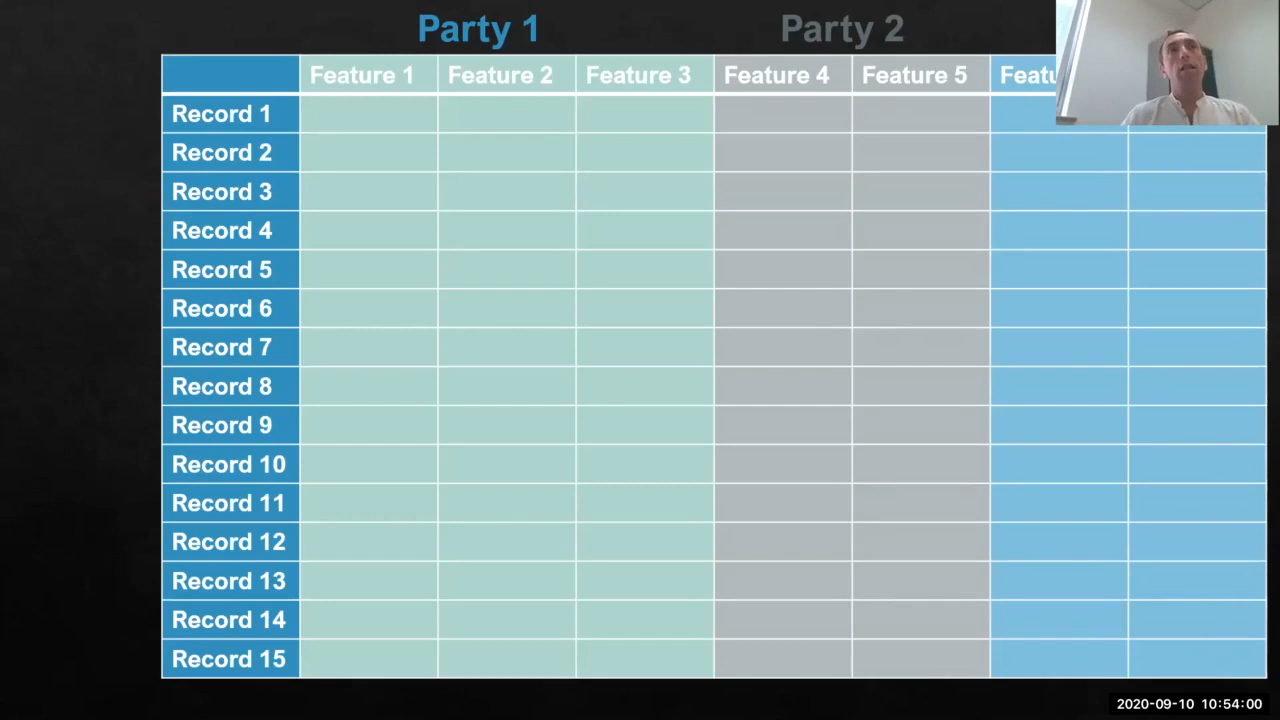 Party 1 Party 2
Feature 1 Feature 2 Feature 3 Feature 4 Feature 5
Record 1
Record 2
Record 3
Record 4
Record 5
Record 6
Record 7
Record 8
Record 9
Record 10
Record 11
Record 12
Record 13
Record 14
Record 15
2020-09-10 10:54:00